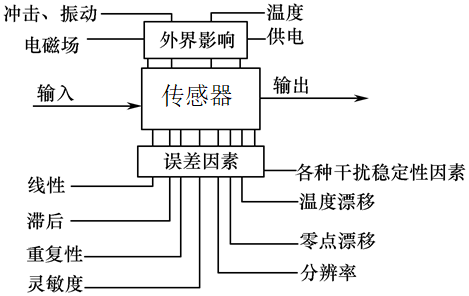 冲击、振动
温度
电磁场
外界影响
供电
输入
传感器
输出
误差因素
各种干扰稳定性因素
线性
温度漂移
滞后
零点漂移
重复性
分辨率
灵敏度